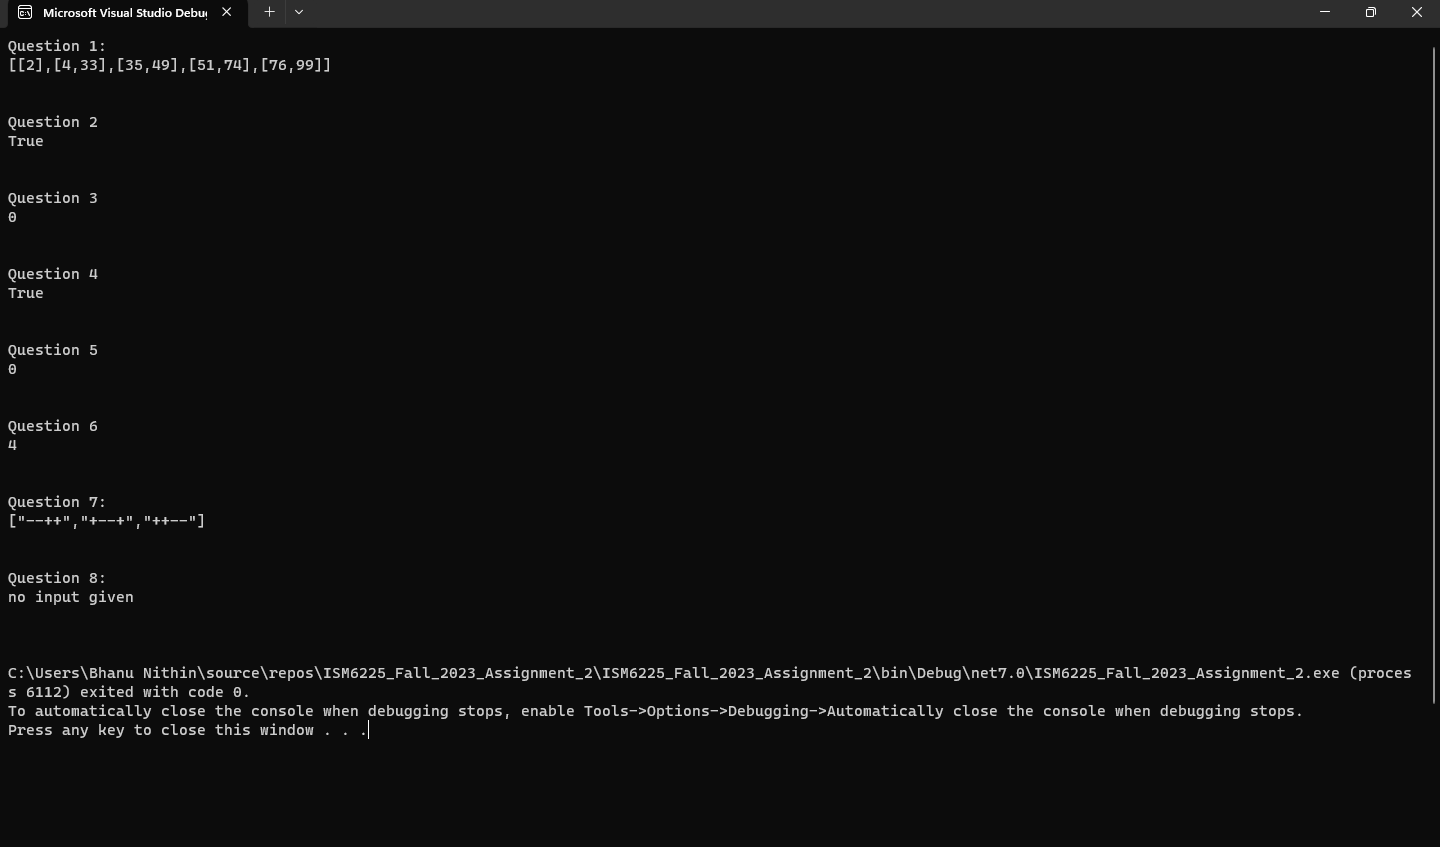 Microsoft Visual Studio Debu
Question 1:
[[2],[4,33],[35,49],[51,74],[76,99]]
Question 2
True
Question 3
0
Question 4
True
Question 5
0
Question 6
4
Question 7:
["--++","+--+","++--"]
Question 8:
no input given
C:\Users\Bhanu Nithin\source\repos\ISM6225_Fall_2023_Assignment_2\ISM6225_Fall_2023_Assignment_2\bin\Debug\net7.0\ISM6225_Fall_2023_Assignment_2.exe (proces
s 6112) exited with code 0.
To automatically close the console when debugging stops, enable Tools->Options->Debugging->Automatically close the console when debugging stops.
Press any key to close this window . . .